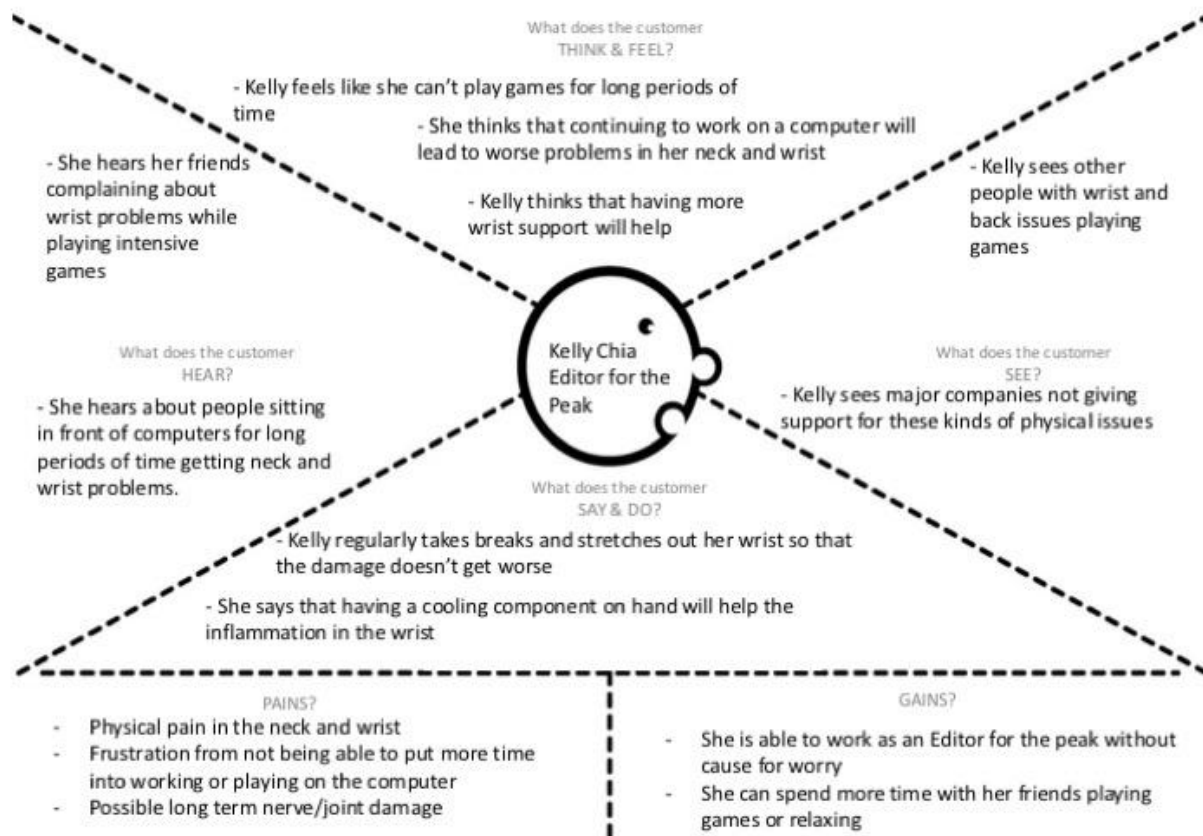 What does the customer
THINK & FEEL?
- Kelly feels like she can't play games for long periods of
time
- She thinks that continuing to work on a computer will
lead to worse problems in her neck and wrist
- Kelly thinks that having more
wrist support will help
- She hears her friends
complaining about
wrist problems while
playing intensive
games
What does the customer
HEAR?
- She hears about people sitting
in front of computers for long
periods of time getting neck and
wrist problems.
Kelly Chia
Editor for the
Peak
- Kelly sees other
people with wrist and
back issues playing
games
What does the customer
SEE?
- Kelly sees major companies not giving
support for these kinds of physical issues
What does the customer
SAY & DO?
- Kelly regularly takes breaks and stretches out her wrist so that
the damage doesn't get worse
- She says that having a cooling component on hand will help the
inflammation in the wrist
PAINS?
- Physical pain in the neck and wrist
- Frustration from not being able to put more time
into working or playing on the computer
- Possible long term nerve/joint damage
GAINS?
- She is able to work as an Editor for the peak without
cause for worry
- She can spend more time with her friends playing
games or relaxing